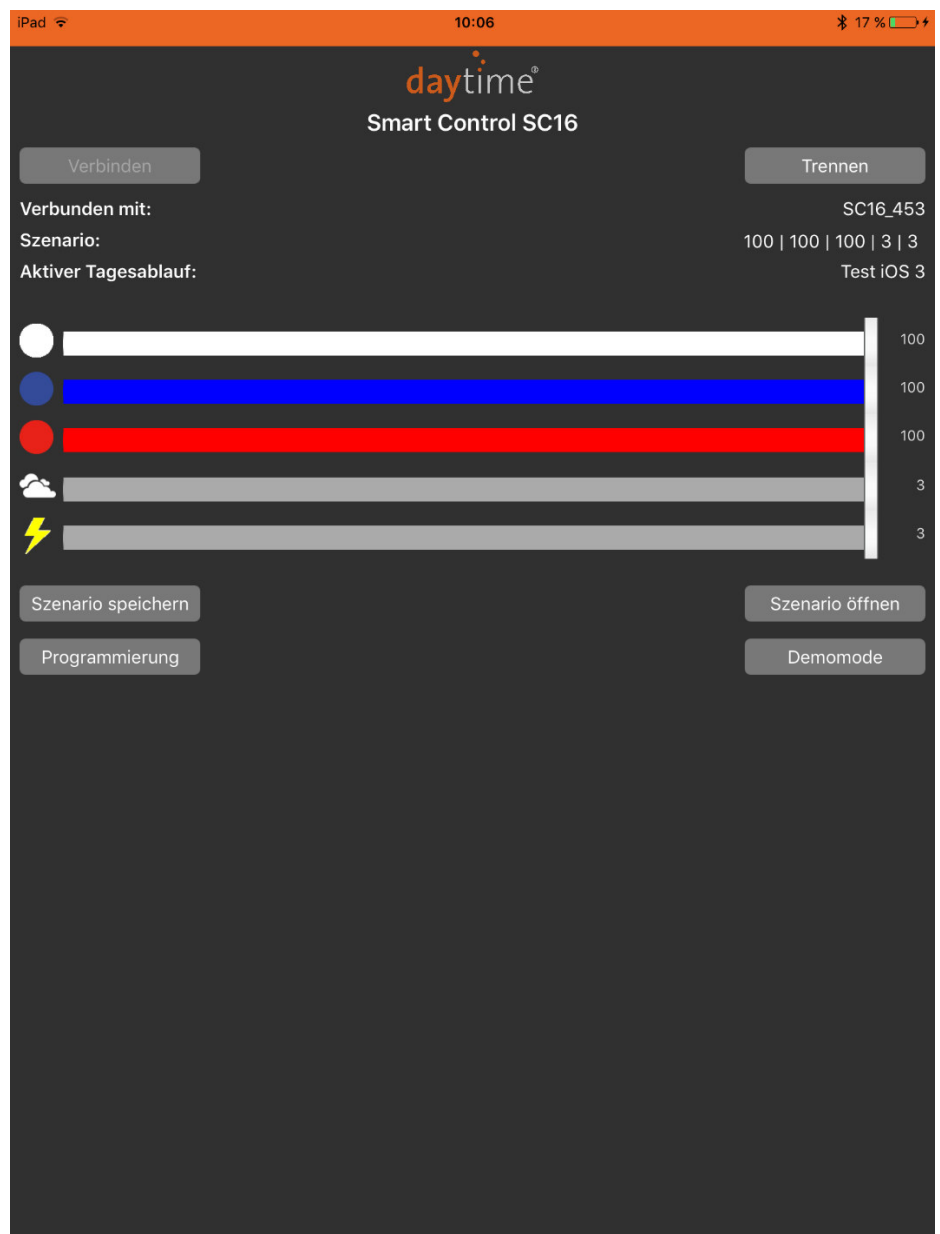 iPad 10:06 17 %
daytime®
Smart Control SC16
Verbinden Trennen
Verbunden mit: SC16_453
Szenario: 100 | 100 | 100 | 3 | 3
Aktiver Tagesablauf: Test iOS 3
100
100
100
3
3
Szenario speichern Szenario öffnen
Programmierung Demomode